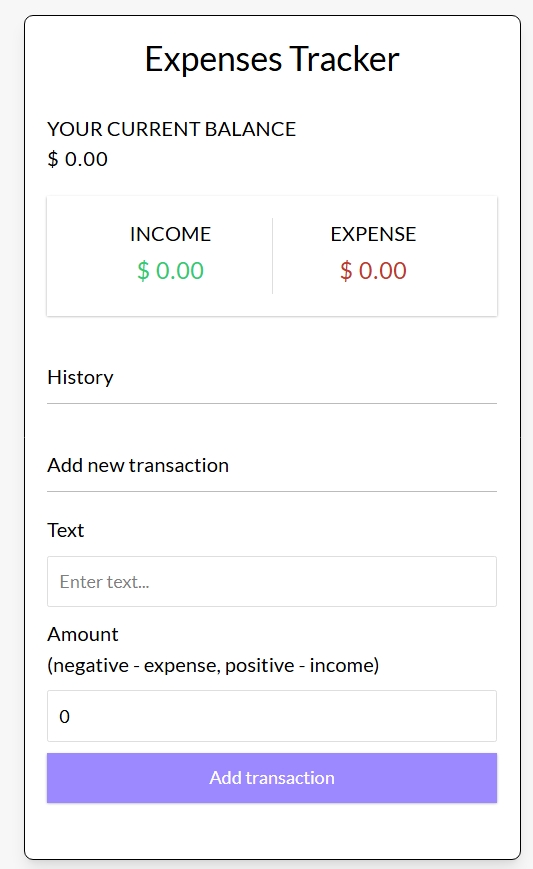 Expenses Tracker
YOUR CURRENT BALANCE
$ 0.00
INCOME
$ 0.00
EXPENSE
$ 0.00
History
Add new transaction
Text
Enter text...
Amount
(negative - expense, positive - income)
0
Add transaction